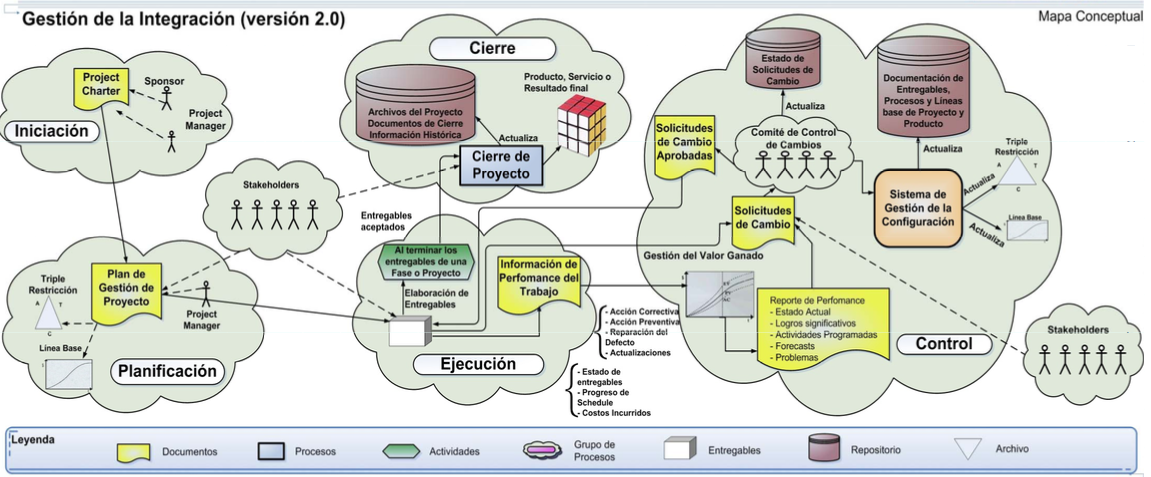 Gestión de la Integración (versión 2.0)
Mapa Conceptual
Project
Charter
Sponsor
Project
Manager
Iniciación
Stakeholders
Cierre
Archivos del Proyecto
Documentos de Cierre
Información Histórica
Producto, Servicio o
Resultado final
Actualiza
Cierre de
Proyecto
Entregables
aceptados
Estado de
Solicitudes de
Cambio
Actualiza
Documentación de
Entregables,
Procesos y Líneas
base de Proyecto y
Producto
Solicitudes
de Cambio
Aprobadas
Comité de Control
de Cambios
Actualiza
Triple
Restricción
A
T
C
Sistema de
Gestión de la
Configuración
Actualiza
Actualiza
Línea Base
Solicitudes
de Cambio
Gestión del Valor Ganado
EV
PV
AC
Reporte de Perfomance
- Estado Actual
- Logros significativos
- Actividades Programadas
- Forecasts
- Problemas
Control
Stakeholders
Plan de
Gestión de
Proyecto
Triple
Restricción
A
T
C
Línea Base
Project
Manager
Planificación
Al terminar los
entregables de una
Fase o Proyecto
Elaboración de
Entregables
Información de
Perfomance del
Trabajo
Ejecución
- Acción Correctiva
- Acción Preventiva
- Reparación del
Defecto
- Actualizaciones
- Estado de
entregables
- Progreso de
Schedule
- Costos Incurridos
Leyenda
Documentos
Procesos
Actividades
Grupo de
Procesos
Entregables
Repositorio
Archivo